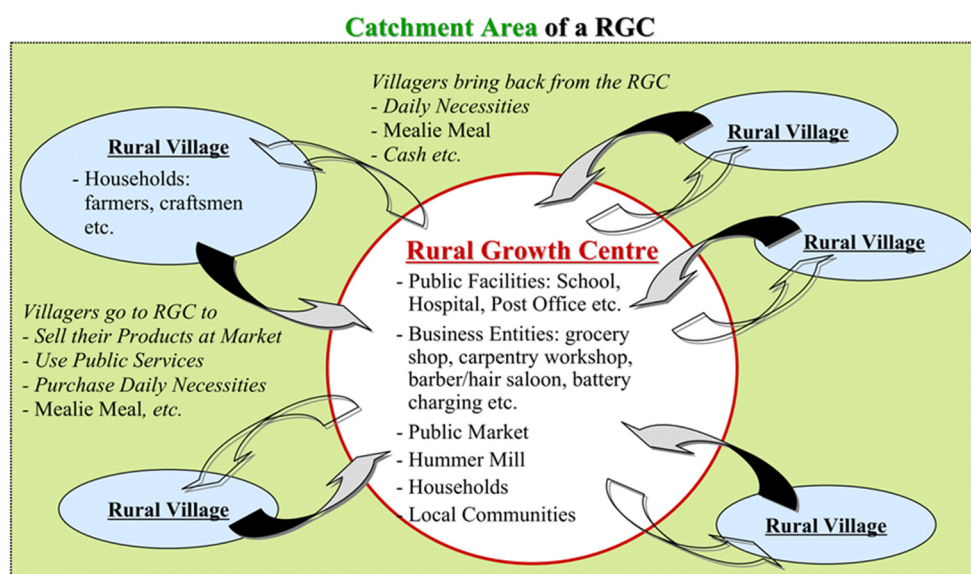 Catchment Area of a RGC
Villagers bring back from the RGC
- Daily Necessities
- Mealie Meal
- Cash etc.
Rural Village
- Households:
farmers, craftsmen
etc.
Rural Village
Rural Village
Rural Growth Centre
- Public Facilities: School,
Hospital, Post Office etc.
- Business Entities: grocery
shop, carpentry workshop,
barber/hair saloon, battery
charging etc.
- Public Market
- Hummer Mill
- Households
- Local Communities
Villagers go to RGC to
- Sell their Products at Market
- Use Public Services
- Purchase Daily Necessities
- Mealie Meal, etc.
Rural Village
Rural Village